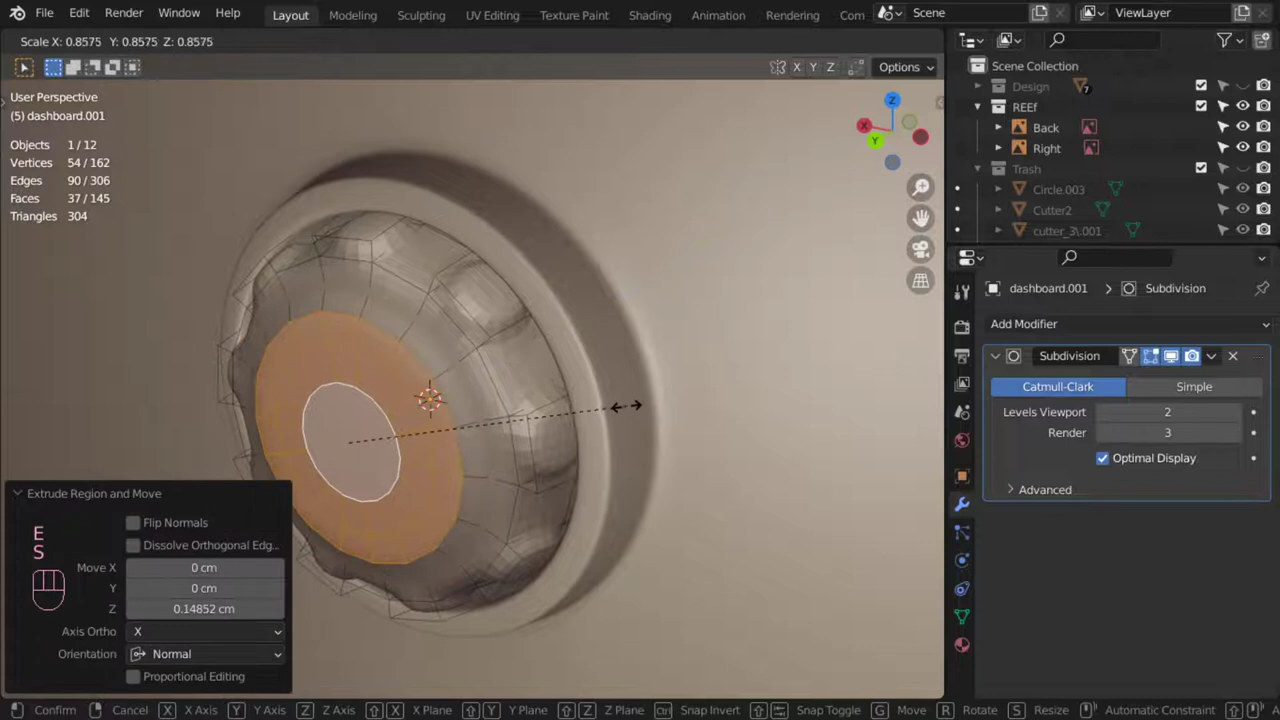 File Edit Render Window Help Layout Modeling Sculpting UV Editing Texture Paint Shading Animation Rendering Com Scene ViewLayer
Scale X: 0.8575 Y: 0.8575 Z: 0.8575
X Y Z Options
User Perspective
(5) dashboard.001
Objects 1 / 12
Vertices 54 / 162
Edges 90 / 306
Faces 37 / 145
Triangles 304
Z
X
Y
Extrude Region and Move
Flip Normals
Dissolve Orthogonal Edg...
Move X 0 cm
Y 0 cm
Z 0.14852 cm
Axis Ortho X
Orientation Normal
Proportional Editing
E
S
Scene Collection
Design 7
REEf
Back
Right
Trash
Circle.003
Cutter2
cutter_3\.001
dashboard.001 > Subdivision
Add Modifier
Subdivision
Catmull-Clark Simple
Levels Viewport 2
Render 3
Optimal Display
Advanced
Confirm Cancel X X Axis Y Y Axis Z Z Axis X X Plane Y Y Plane Z Z Plane Ctrl Snap Invert Snap Toggle G Move R Rotate S Resize Automatic Constraint